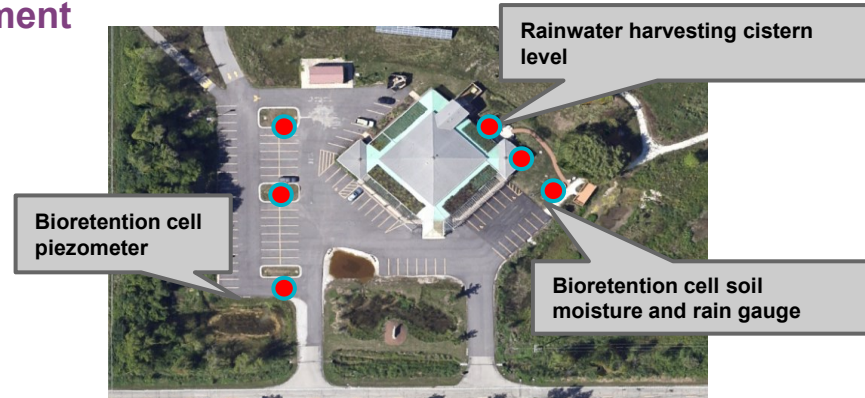 ment
Rainwater harvesting cistern
level
Bioretention cell
piezometer
Bioretention cell soil
moisture and rain gauge